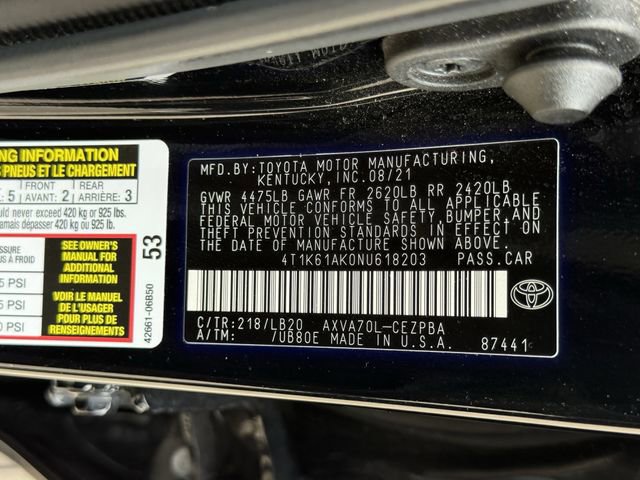 NG INFORMATION
S PNEUS ET LE CHARGEMENT
5 FRONT AVANT 2 REAR ARRIÈRE 3
uld never exceed 420 kg or 925 lbs.
amais dépasser 420 kg ou 925 lb.
SEE OWNER'S
MANUAL FOR
ADDITIONAL
INFORMATION
VOIR LE MANUEL
DE L'USAGER
POUR PLUS DE
RENSEIGNEMENTS
PSI
PSI
PSI
53
42661-06B50
MFD.BY:TOYOTA MOTOR MANUFACTURING,
KENTUCKY, INC.08/21
GVWR 4475LB GAWR FR 2620LB RR 2420LB
THIS VEHICLE CONFORMS TO ALL APPLICABLE
FEDERAL MOTOR VEHICLE SAFETY, BUMPER, AND
THEFT PREVENTION STANDARDS IN EFFECT ON
THE DATE OF MANUFACTURE SHOWN ABOVE.
4T1K61AK0NU618203 PASS.CAR
C/TR:218/LB20 AXVA70L-CEZPBA
A/TM: /UB80E MADE IN U.S.A. 87441